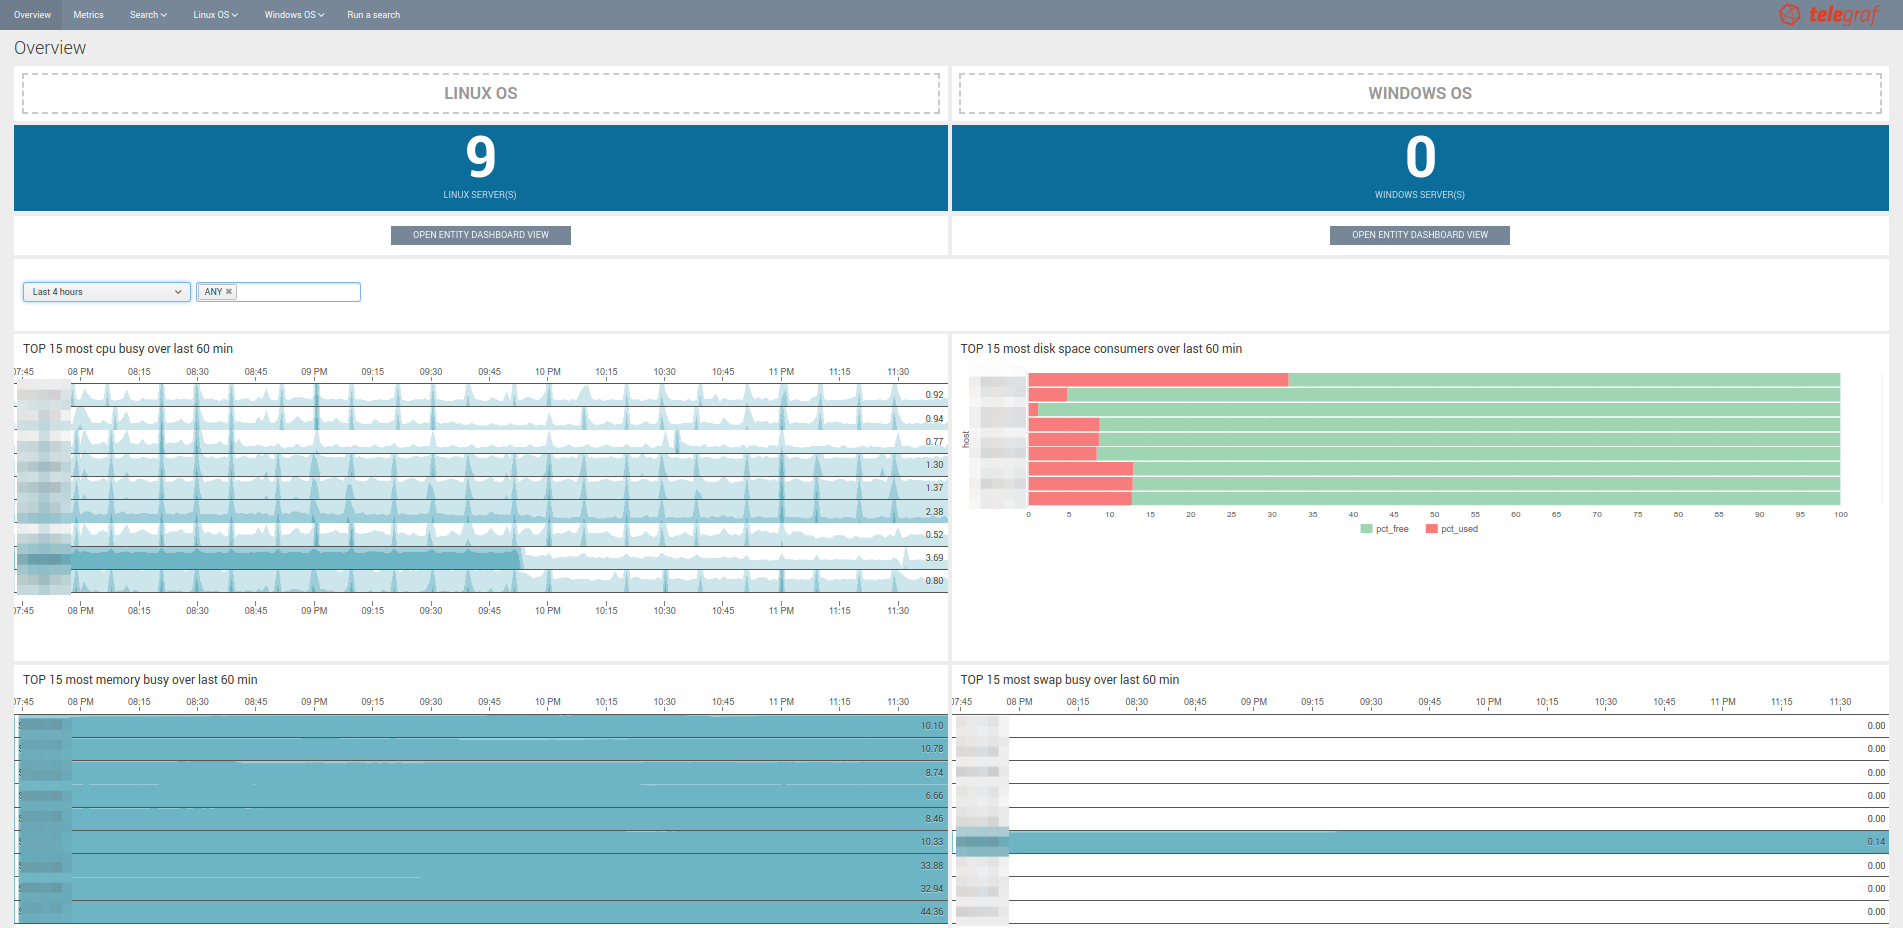 Overview Metrics Search Linux OS Windows OS Run a search telegraf
Overview
LINUX OS
WINDOWS OS
9
LINUX SERVER(S)
0
WINDOWS SERVER(S)
OPEN ENTITY DASHBOARD VIEW
OPEN ENTITY DASHBOARD VIEW
Last 4 hours ANY
TOP 15 most cpu busy over last 60 min
07:45 08 PM 08:15 08:30 08:45 09 PM 09:15 09:30 09:45 10 PM 10:15 10:30 10:45 11 PM 11:15 11:30
0.92
0.94
0.77
1.30
1.37
2.38
0.52
3.69
0.80
07:45 08 PM 08:15 08:30 08:45 09 PM 09:15 09:30 09:45 10 PM 10:15 10:30 10:45 11 PM 11:15 11:30
TOP 15 most disk space consumers over last 60 min
host
0 5 10 15 20 25 30 35 40 45 50 55 60 65 70 75 80 85 90 95 100
pct_free pct_used
TOP 15 most memory busy over last 60 min
07:45 08 PM 08:15 08:30 08:45 09 PM 09:15 09:30 09:45 10 PM 10:15 10:30 10:45 11 PM 11:15 11:30
10.10
10.78
8.74
6.66
8.46
10.33
33.88
32.94
44.36
TOP 15 most swap busy over last 60 min
07:45 08 PM 08:15 08:30 08:45 09 PM 09:15 09:30 09:45 10 PM 10:15 10:30 10:45 11 PM 11:15 11:30
0.00
0.00
0.00
0.00
0.00
0.14
0.00
0.00
0.00